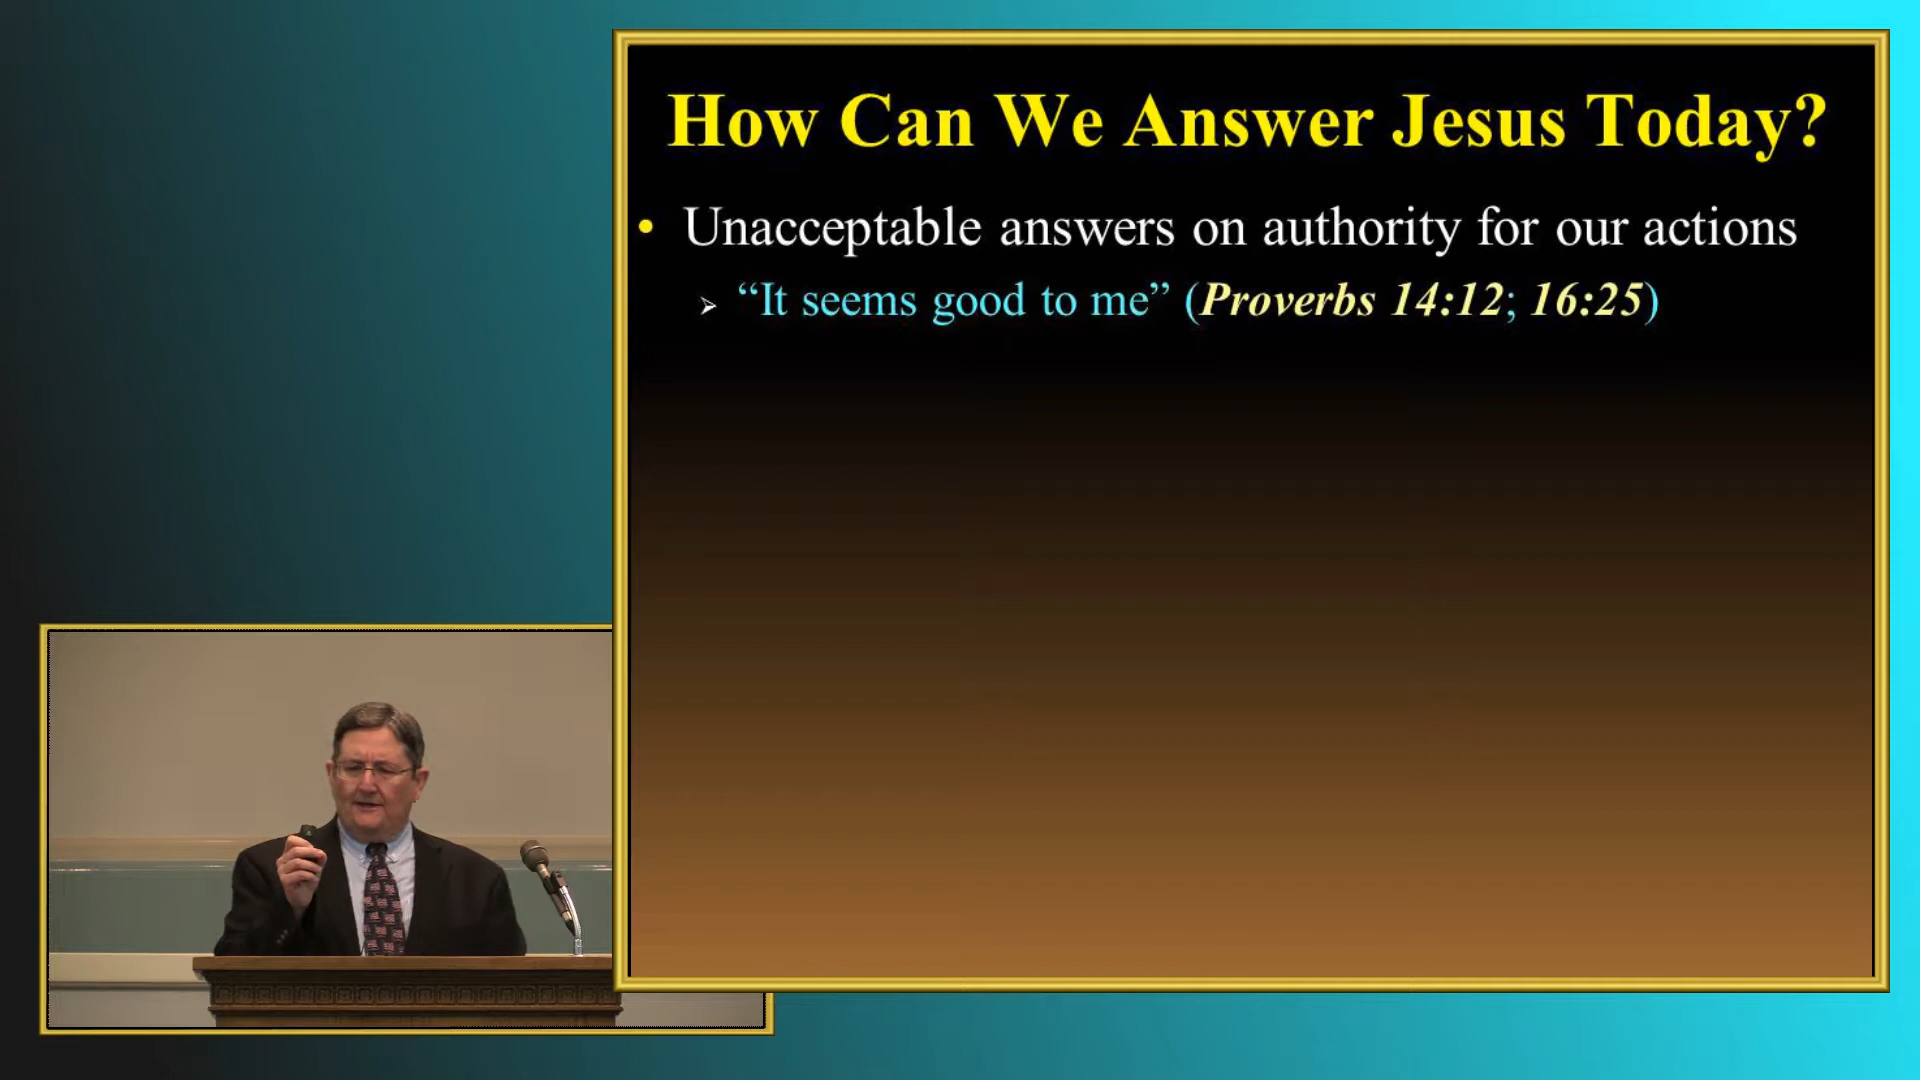 How Can We Answer Jesus Today?
• Unacceptable answers on authority for our actions
➢ “It seems good to me” (Proverbs 14:12; 16:25)